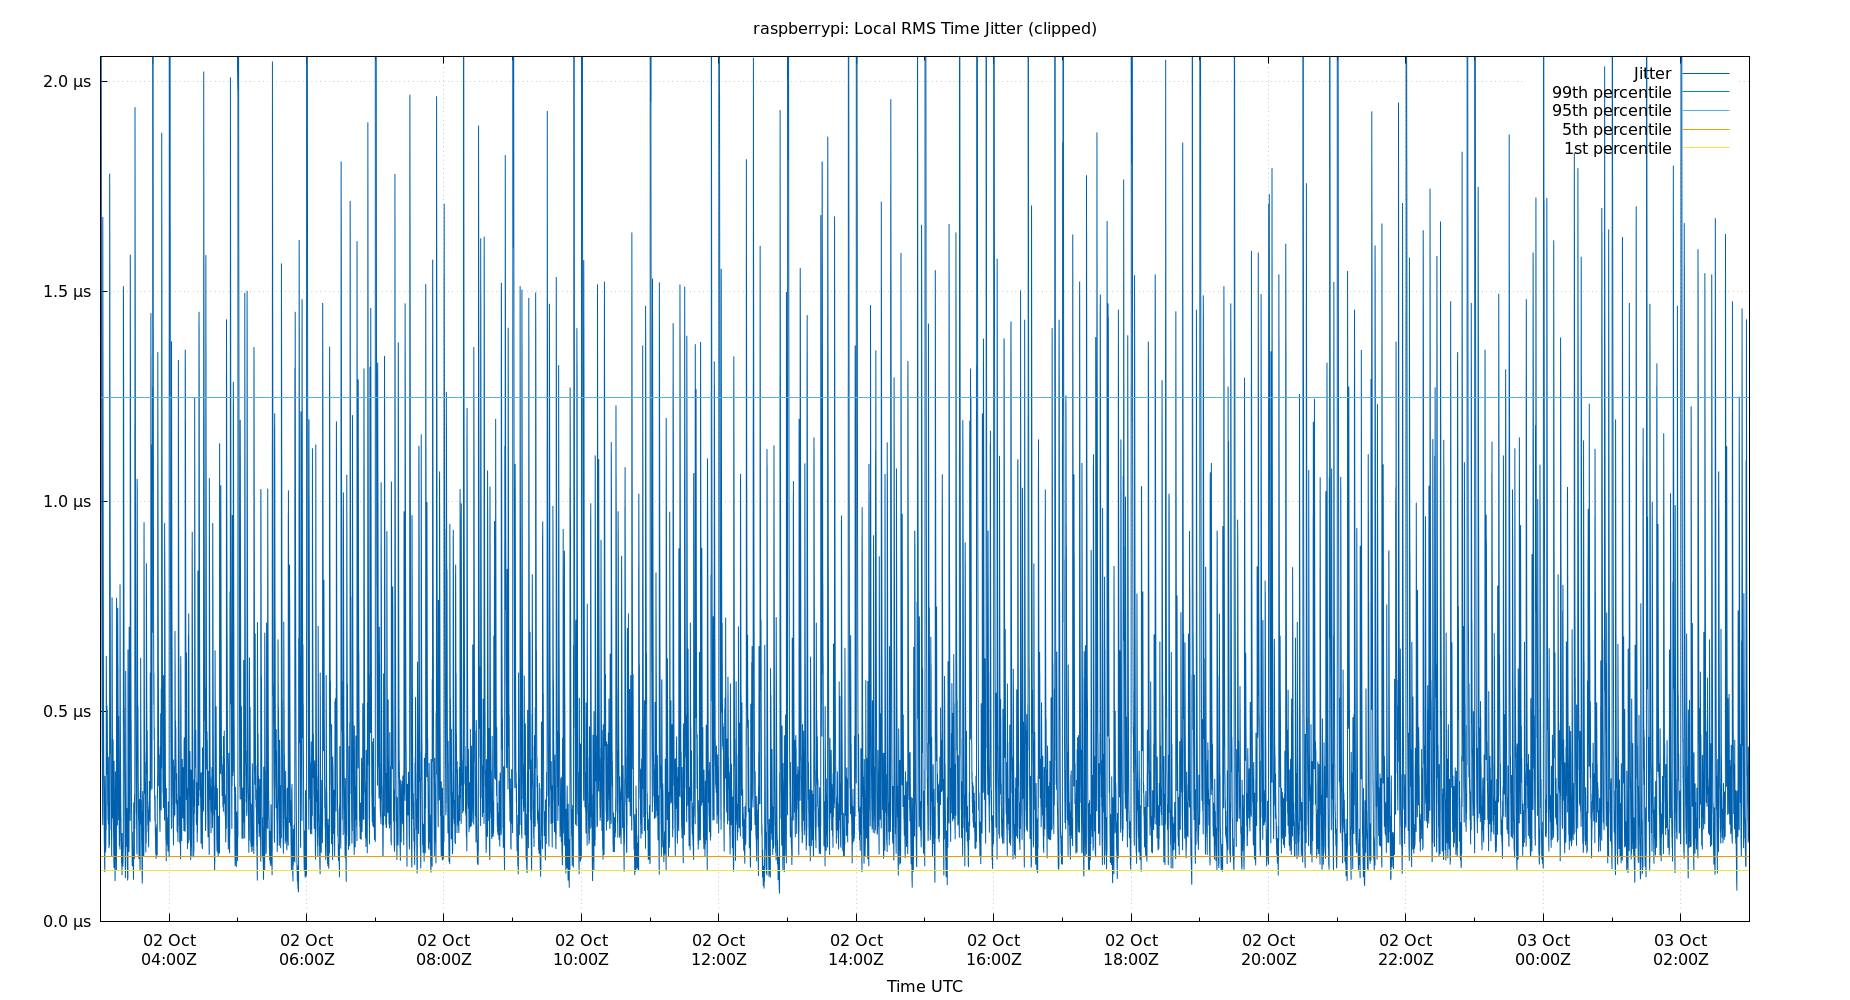 raspberrypi: Local RMS Time Jitter (clipped)
2.0 µs
1.5 µs
1.0 µs
0.5 µs
0.0 µs
Jitter
99th percentile
95th percentile
5th percentile
1st percentile
02 Oct 02 Oct 02 Oct 02 Oct 02 Oct 02 Oct 02 Oct 02 Oct 02 Oct 02 Oct 03 Oct 03 Oct
04:00Z 06:00Z 08:00Z 10:00Z 12:00Z 14:00Z 16:00Z 18:00Z 20:00Z 22:00Z 00:00Z 02:00Z
Time UTC